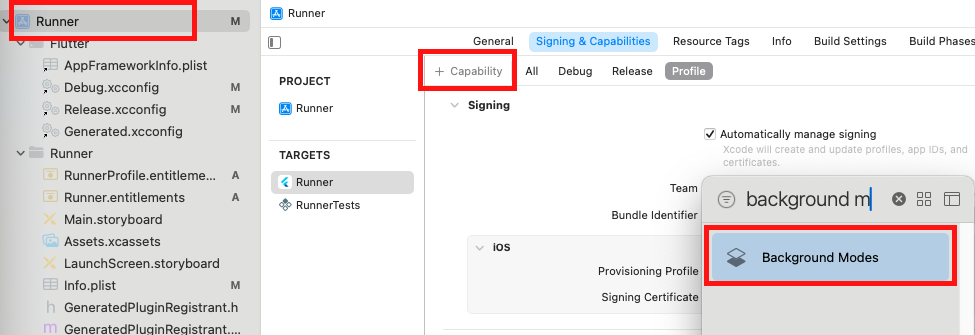 Runner M
Flutter
AppFrameworkInfo.plist
Debug.xcconfig M
Release.xcconfig M
Generated.xcconfig
Runner
RunnerProfile.entitleme... A
Runner.entitlements A
Main.storyboard
Assets.xcassets
LaunchScreen.storyboard
Info.plist M
GeneratedPluginRegistrant.h
GeneratedPluginRegistrant....
Runner
General Signing & Capabilities Resource Tags Info Build Settings Build Phases
PROJECT
Runner
TARGETS
Runner
RunnerTests
+ Capability All Debug Release Profile
Signing
Automatically manage signing
Xcode will create and update profiles, app IDs, and
certificates.
Team
Bundle Identifier
iOS
Provisioning Profile
Signing Certificate
background m
Background Modes